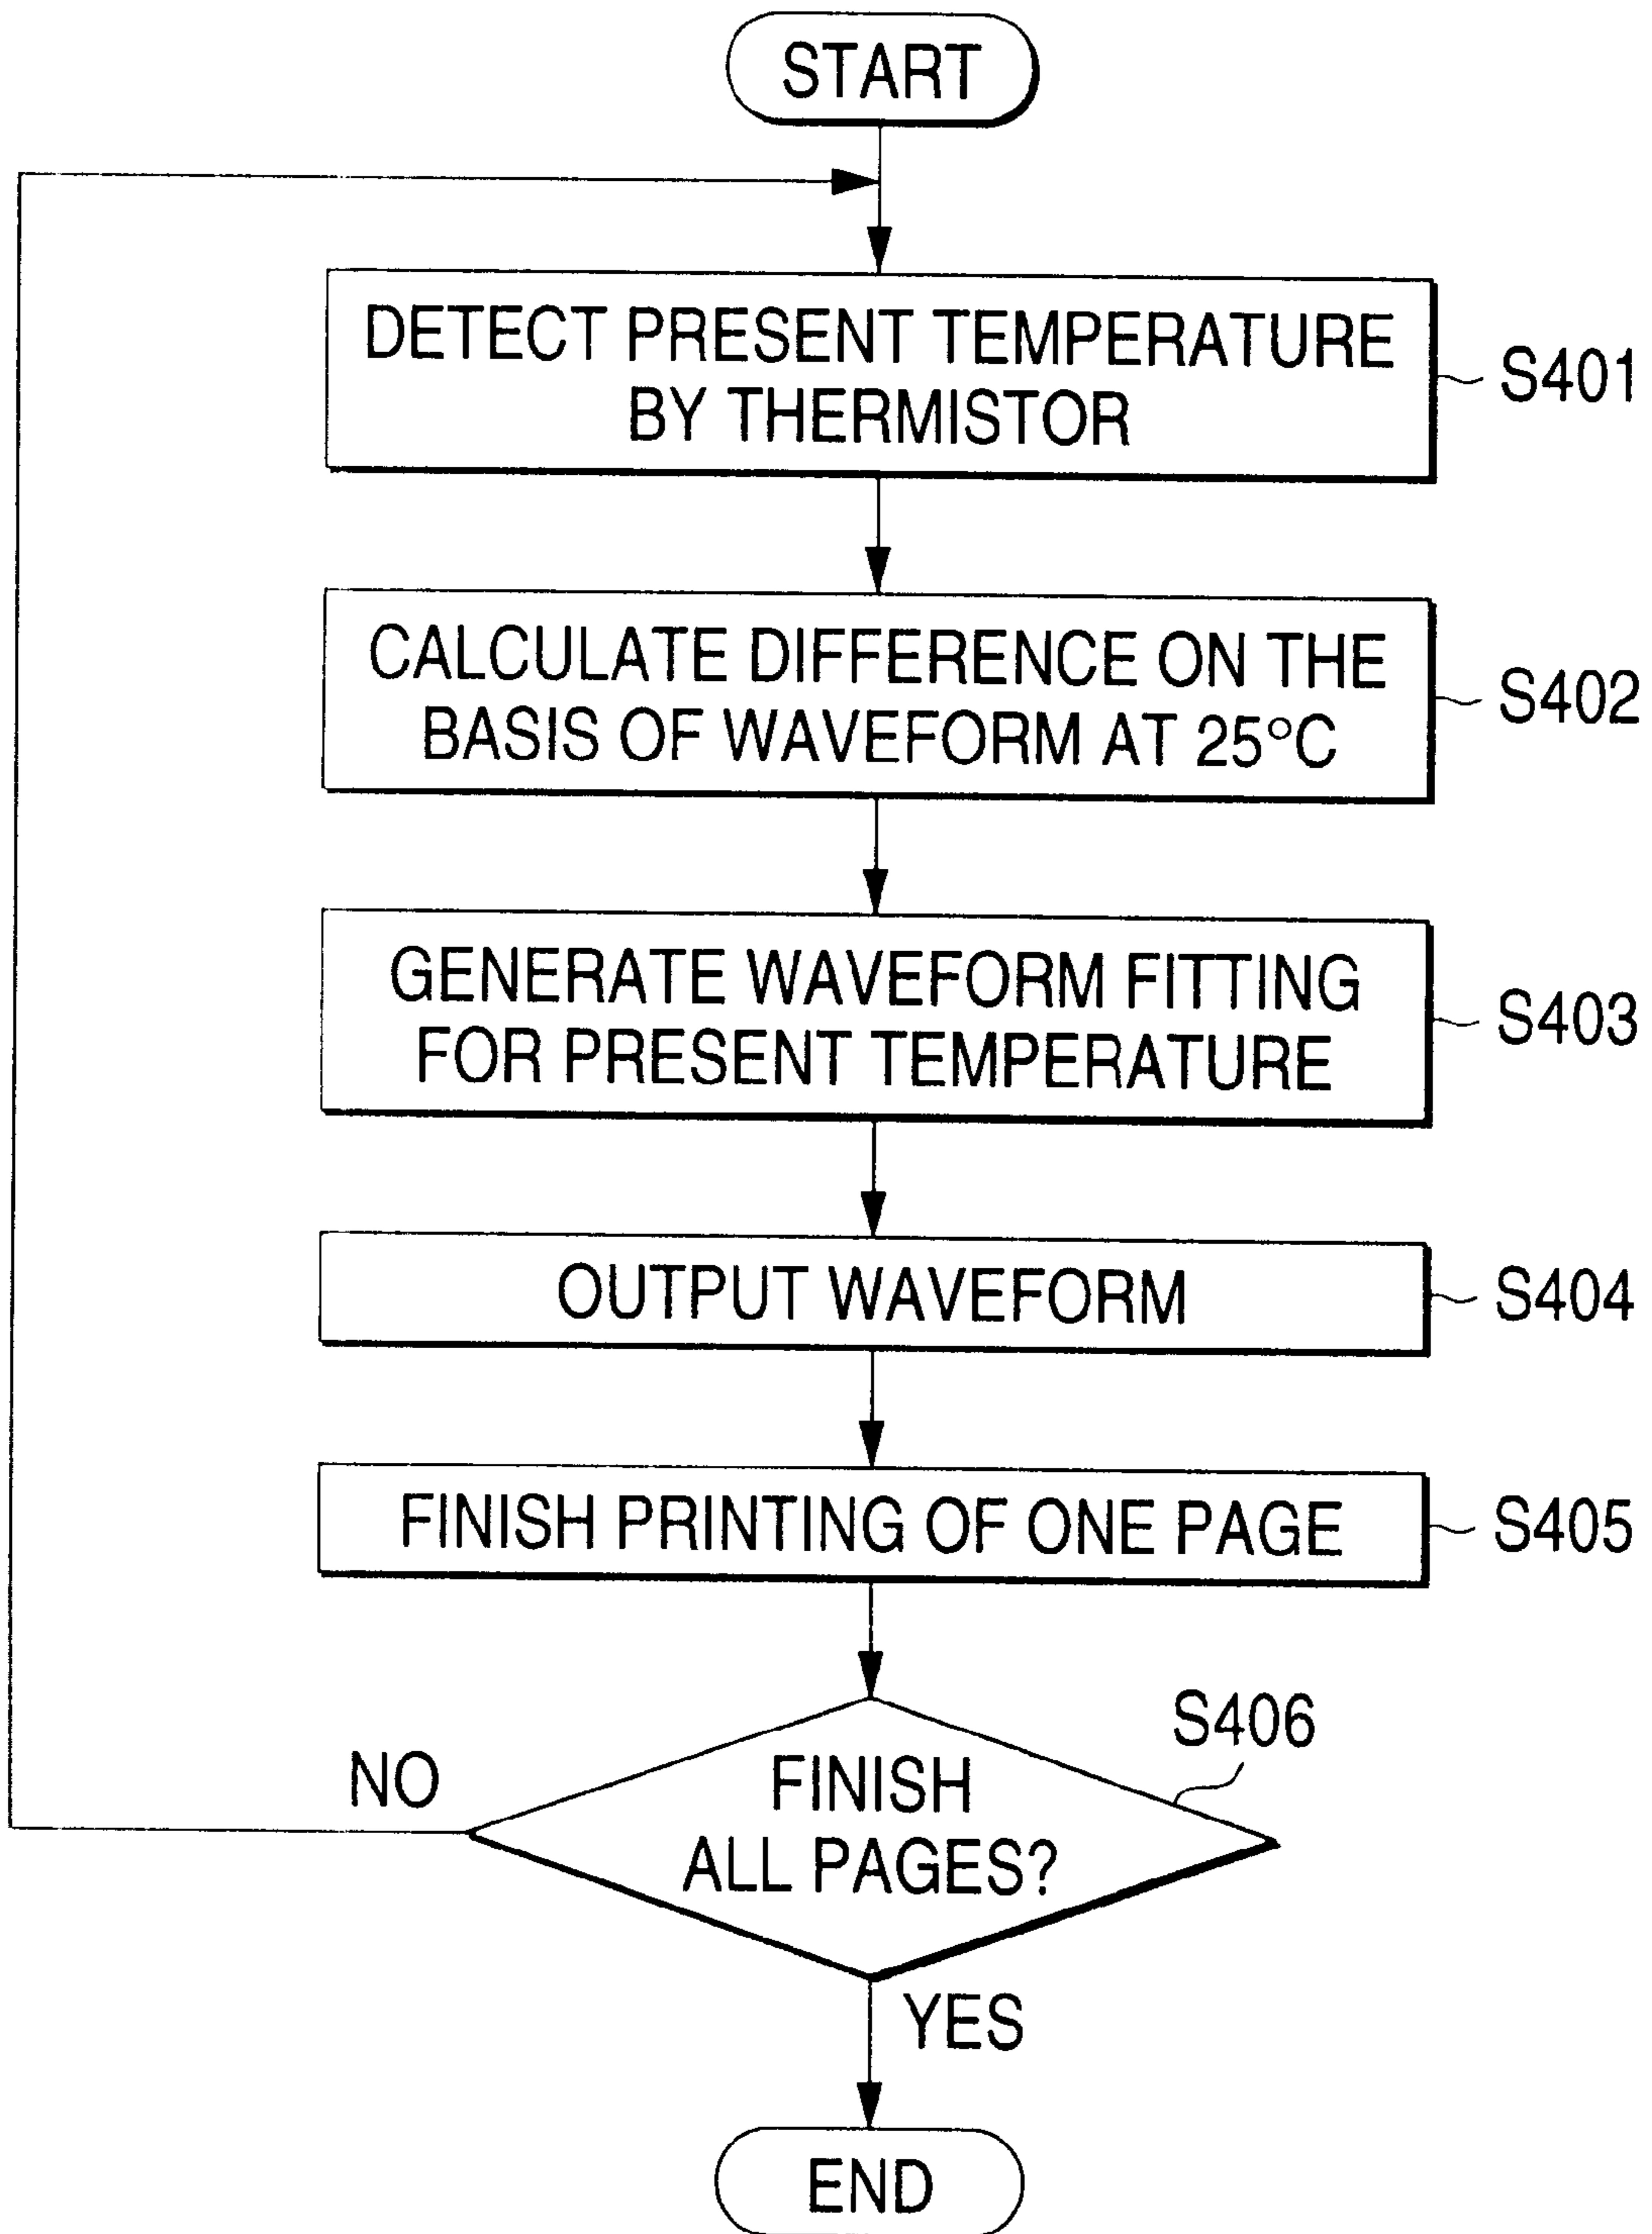 START
DETECT PRESENT TEMPERATURE
BY THERMISTOR
S401
CALCULATE DIFFERENCE ON THE
BASIS OF WAVEFORM AT 25°C
S402
GENERATE WAVEFORM FITTING
FOR PRESENT TEMPERATURE
S403
OUTPUT WAVEFORM
S404
FINISH PRINTING OF ONE PAGE
S405
S406
NO
FINISH
ALL PAGES?
YES
END